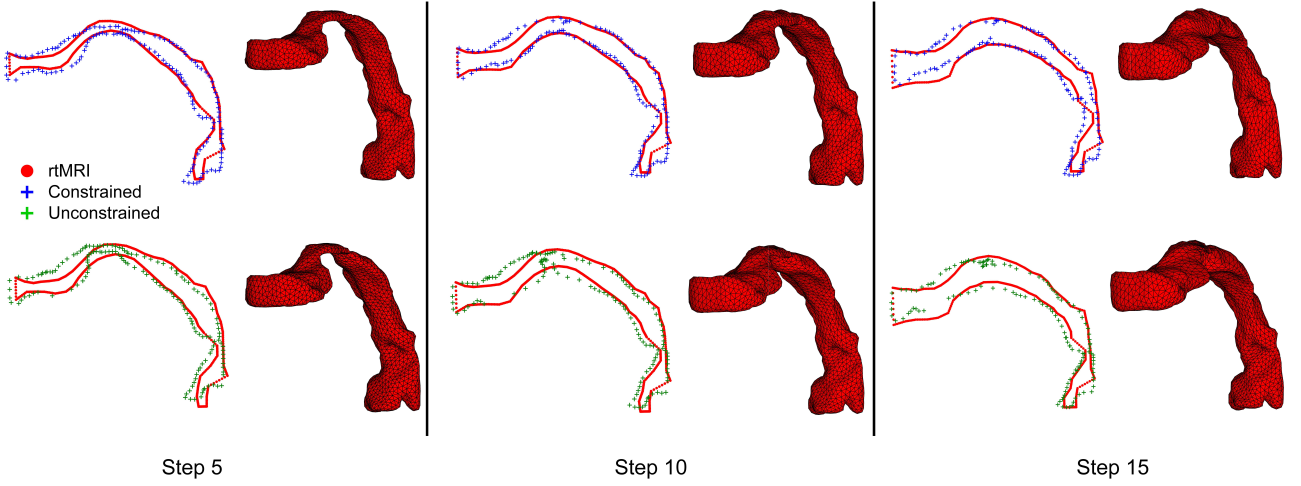 rtMRI
Constrained
Unconstrained
Step 5
Step 10
Step 15